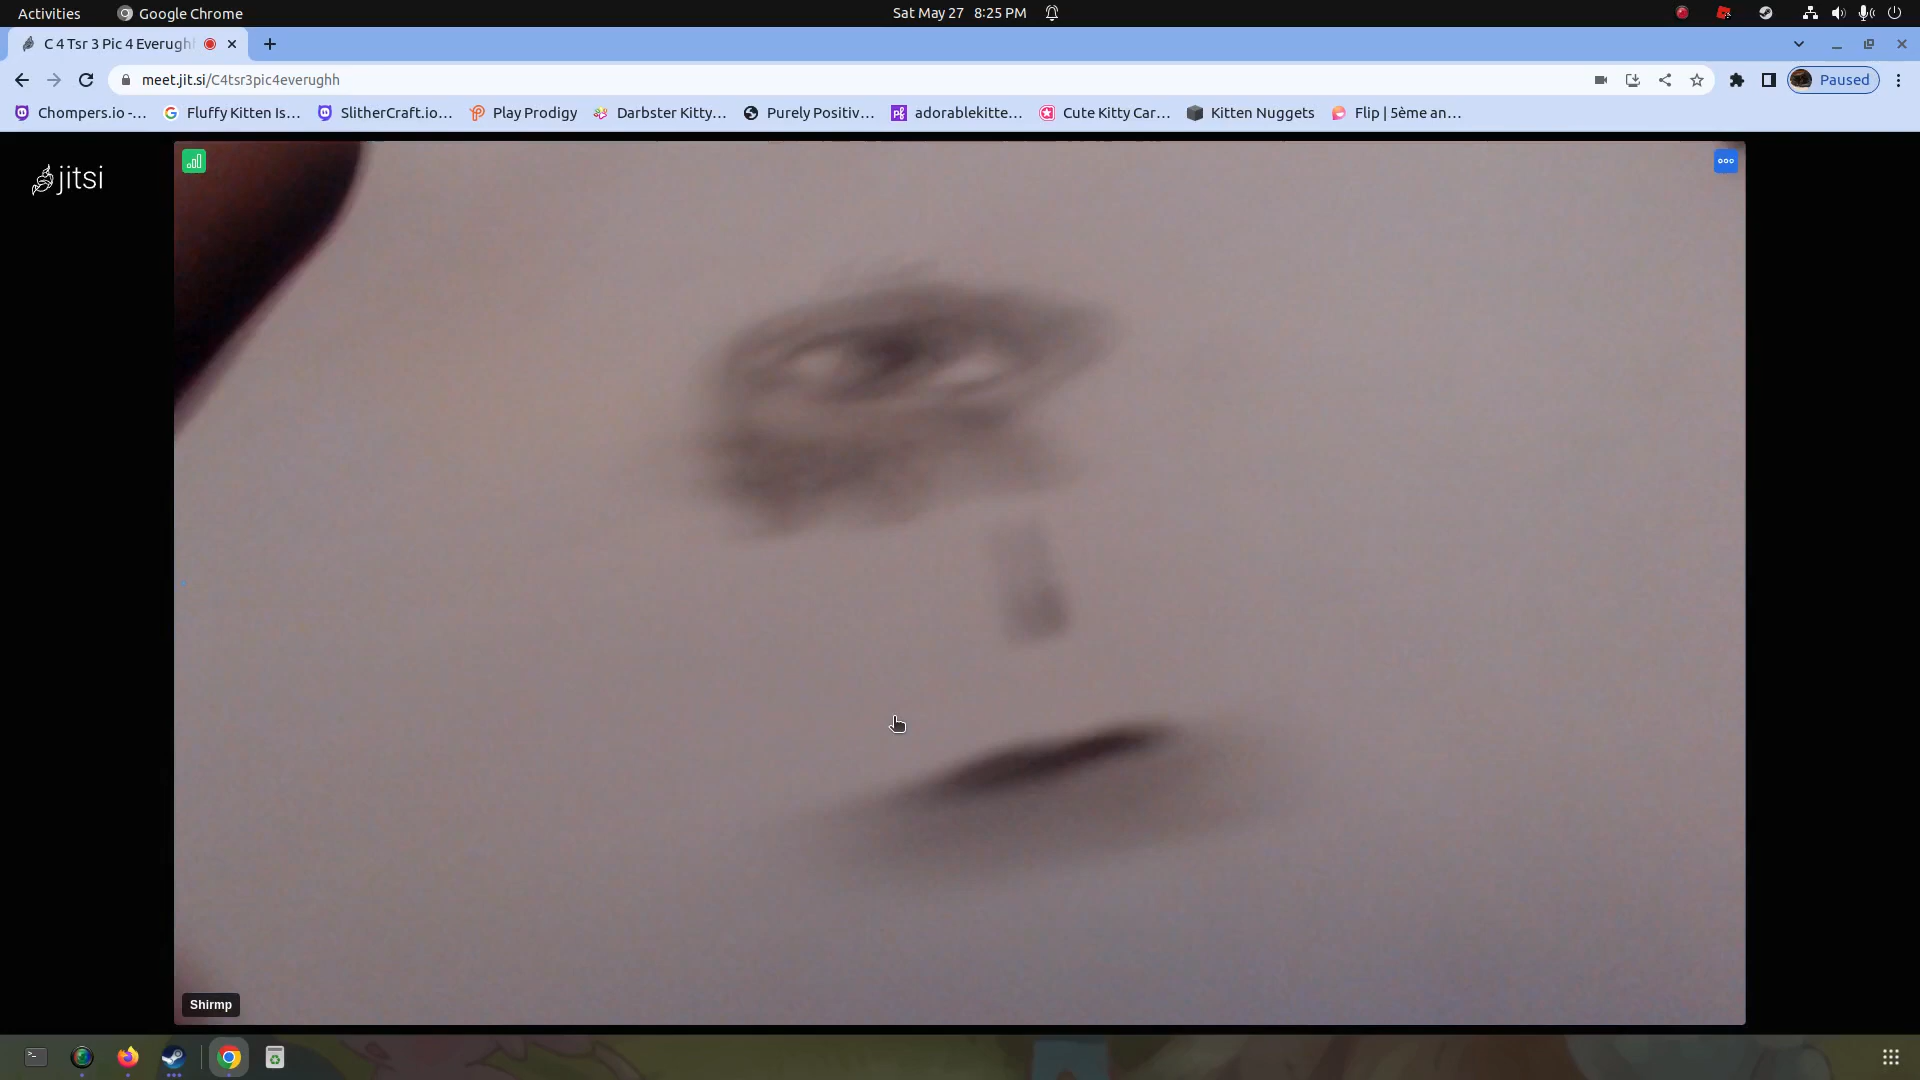 Activities Google Chrome Sat May 27 8:25 PM
C 4 Tsr 3 Pic 4 Everugh
meet.jit.si/C4tsr3pic4everughh Paused
Chompers.io -... Fluffy Kitten Is... SlitherCraft.io... Play Prodigy Darbster Kitty... Purely Positiv... adorablekitte... Cute Kitty Car... Kitten Nuggets Flip | 5ème an...
jitsi
Shirmp